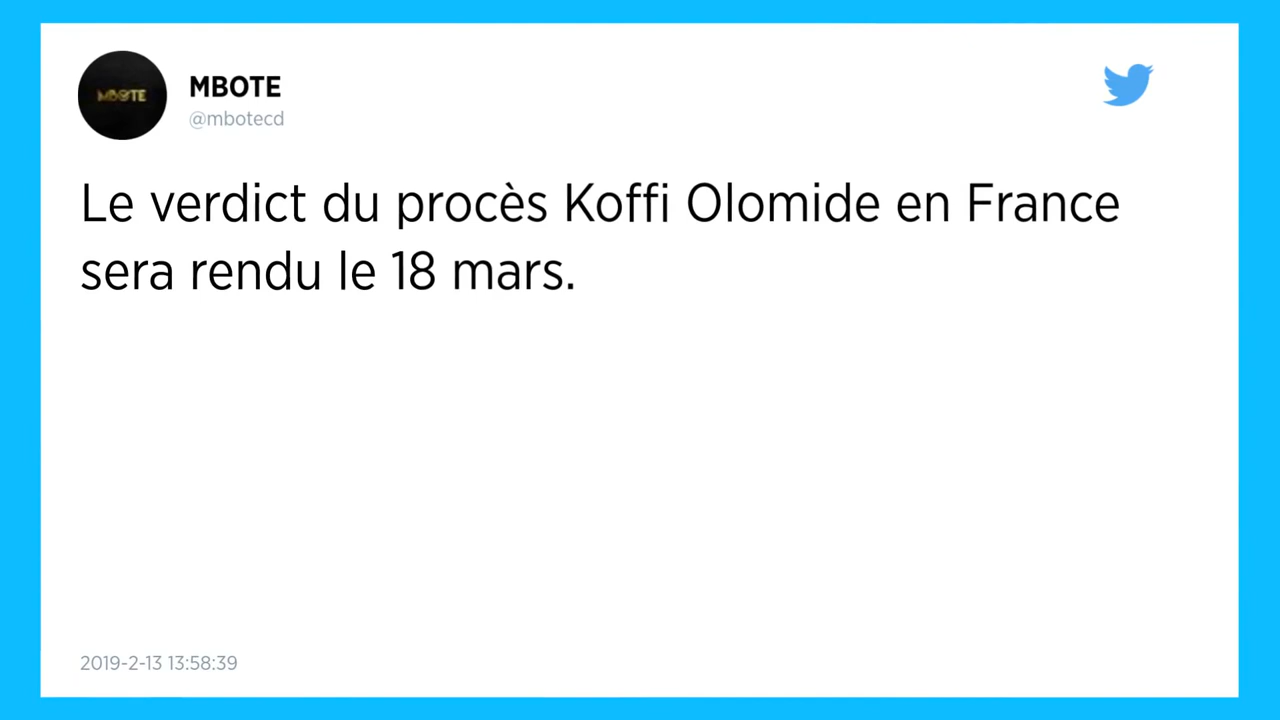 MBOTE
MBOTE
@mbotecd
Le verdict du procès Koffi Olomide en France
sera rendu le 18 mars.
2019-2-13 13:58:39